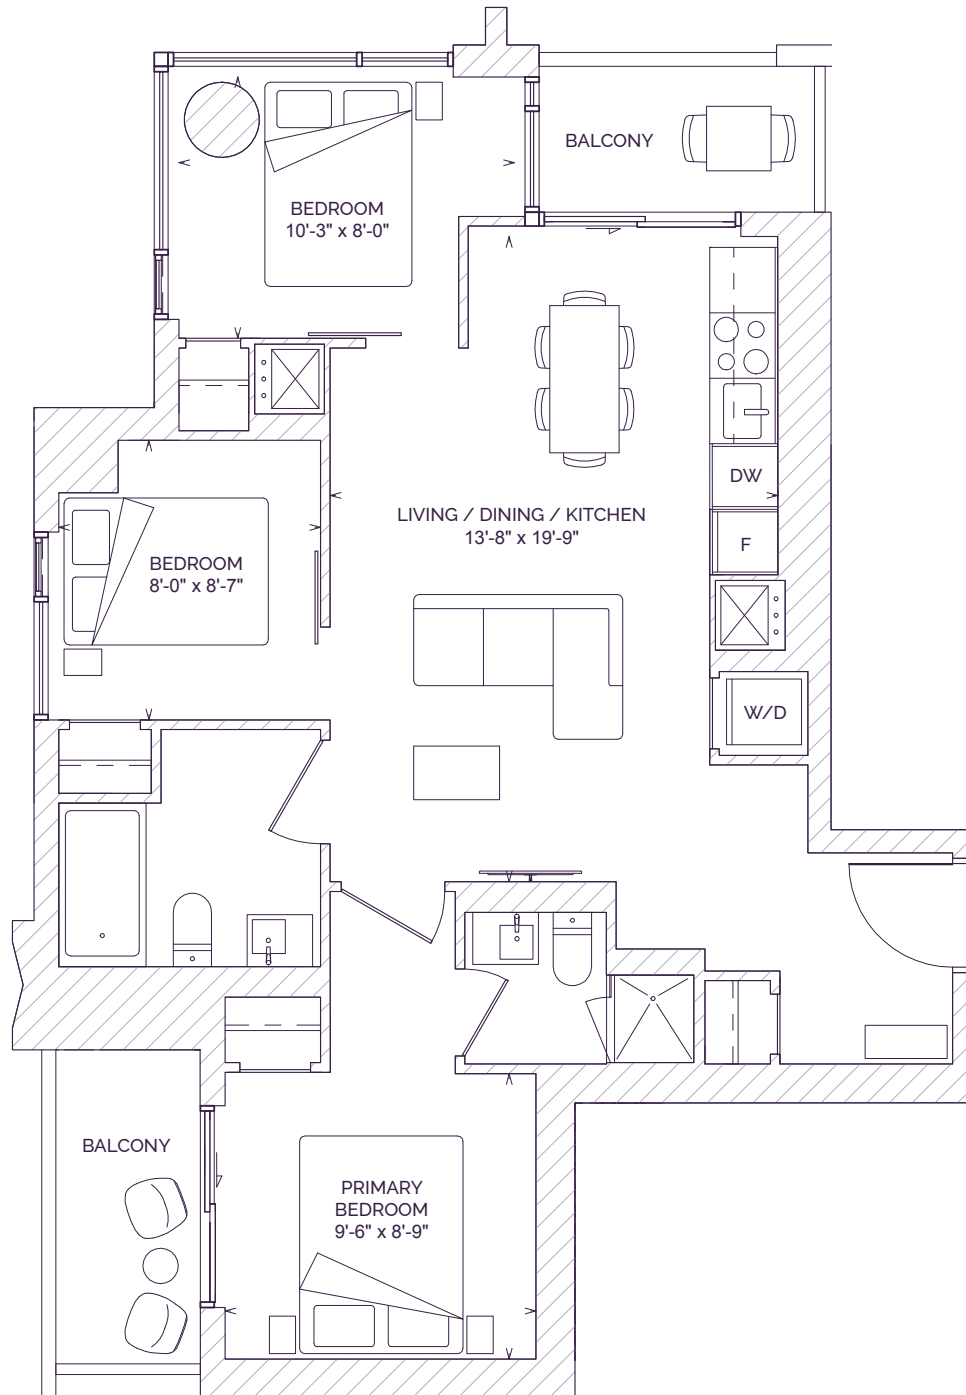 BALCONY
BEDROOM
10'-3" x 8'-0"
DW
LIVING / DINING / KITCHEN
13'-8" x 19'-9"
F
BEDROOM
8'-0" x 8'-7"
W/D
BALCONY
PRIMARY
BEDROOM
9'-6" x 8'-9"